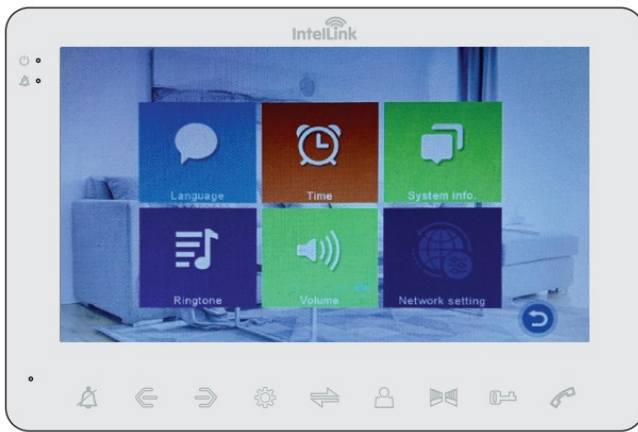 IntelLink
Language
Time
System Info.
Ringtone
Volume
Network setting